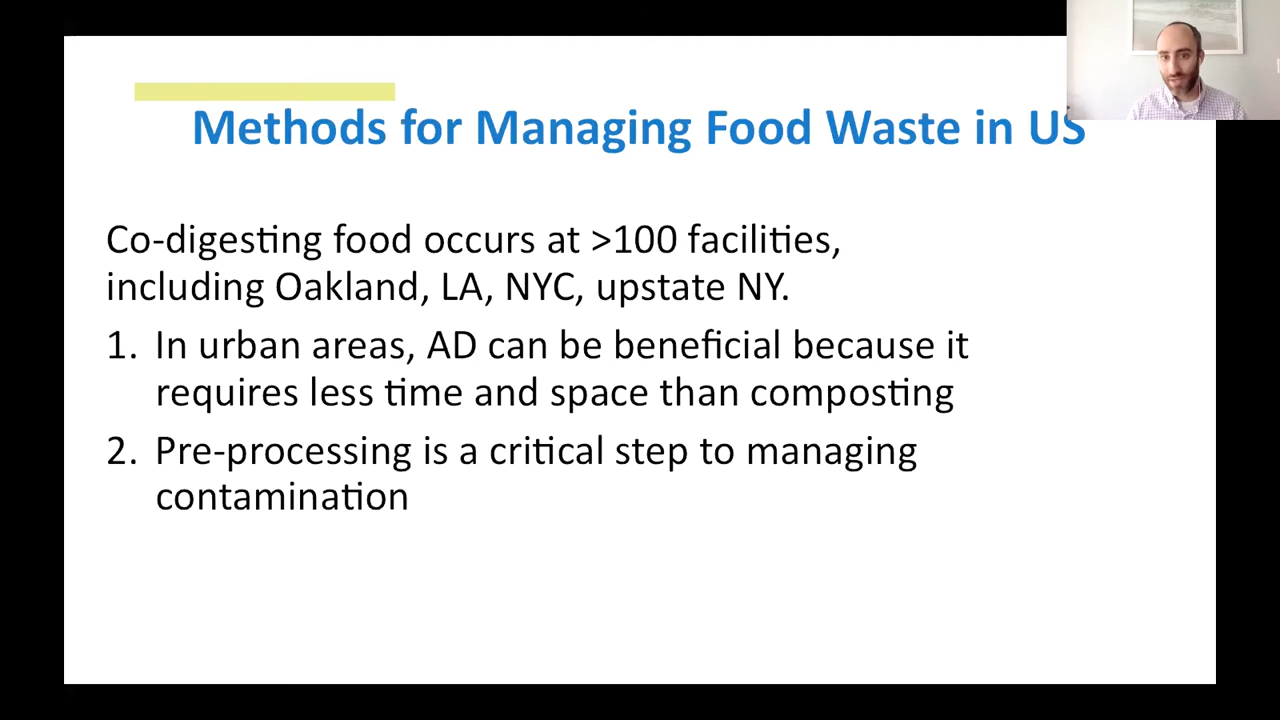 Methods for Managing Food Waste in US
Co-digesting food occurs at >100 facilities,
including Oakland, LA, NYC, upstate NY.
1. In urban areas, AD can be beneficial because it
requires less time and space than composting
2. Pre-processing is a critical step to managing
contamination